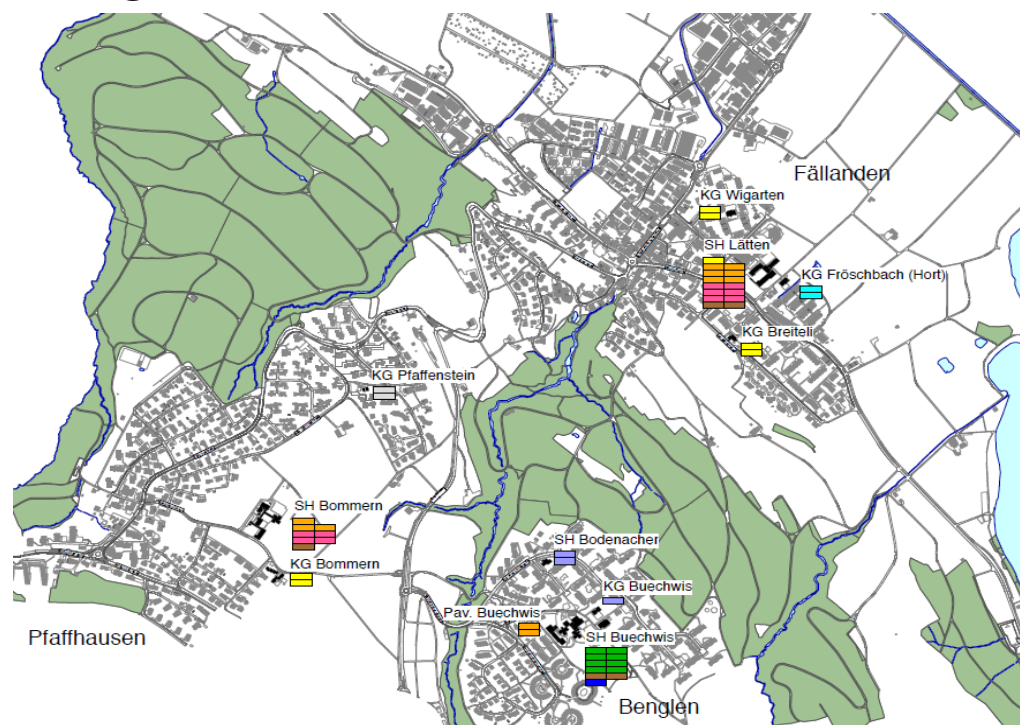 Fällanden
KG Wigarten
SH Lätten
KG Fröschbach (Hort)
KG Breiteli
KG Pfaffenstein
SH Bommern
KG Bommern
SH Bodenacher
KG Buechwis
Pav. Buechwis
SH Buechwis
Pfaffhausen
Benglen